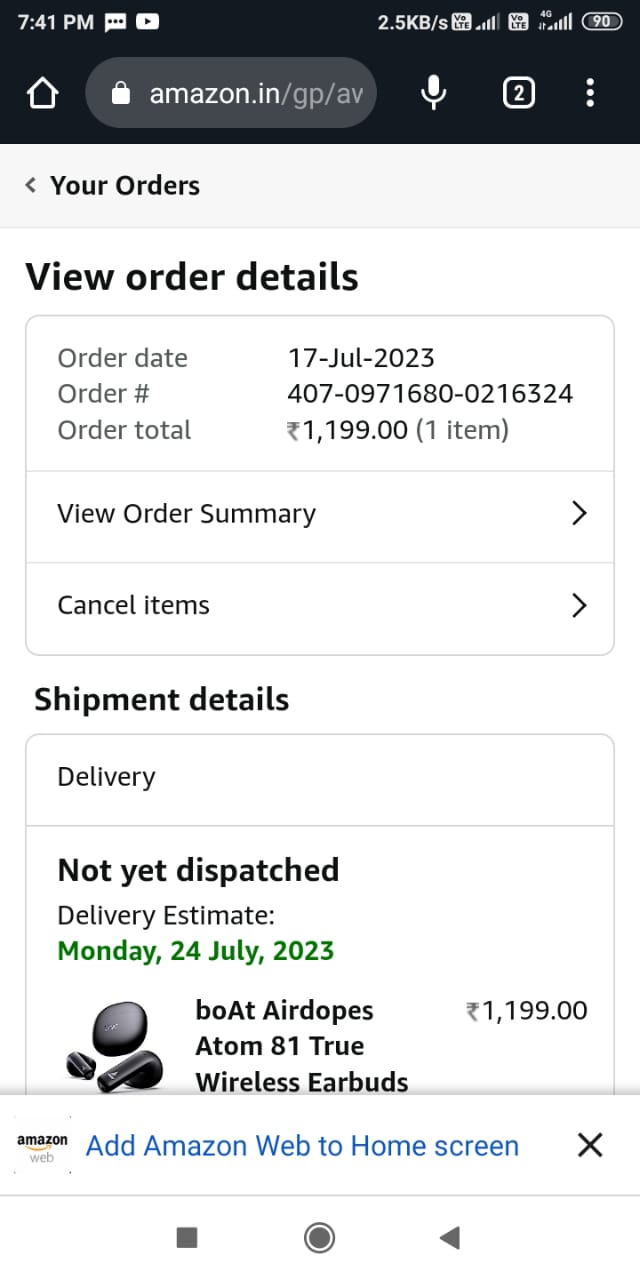 7:41 PM 2.5KB/s Vo LTE Vo LTE 4G 90
amazon.in/gp/av 2
Your Orders
View order details
Order date 17-Jul-2023
Order # 407-0971680-0216324
Order total ₹1,199.00 (1 item)
View Order Summary
Cancel items
Shipment details
Delivery
Not yet dispatched
Delivery Estimate:
Monday, 24 July, 2023
boAt Airdopes ₹1,199.00
Atom 81 True
Wireless Earbuds
amazon
web
Add Amazon Web to Home screen